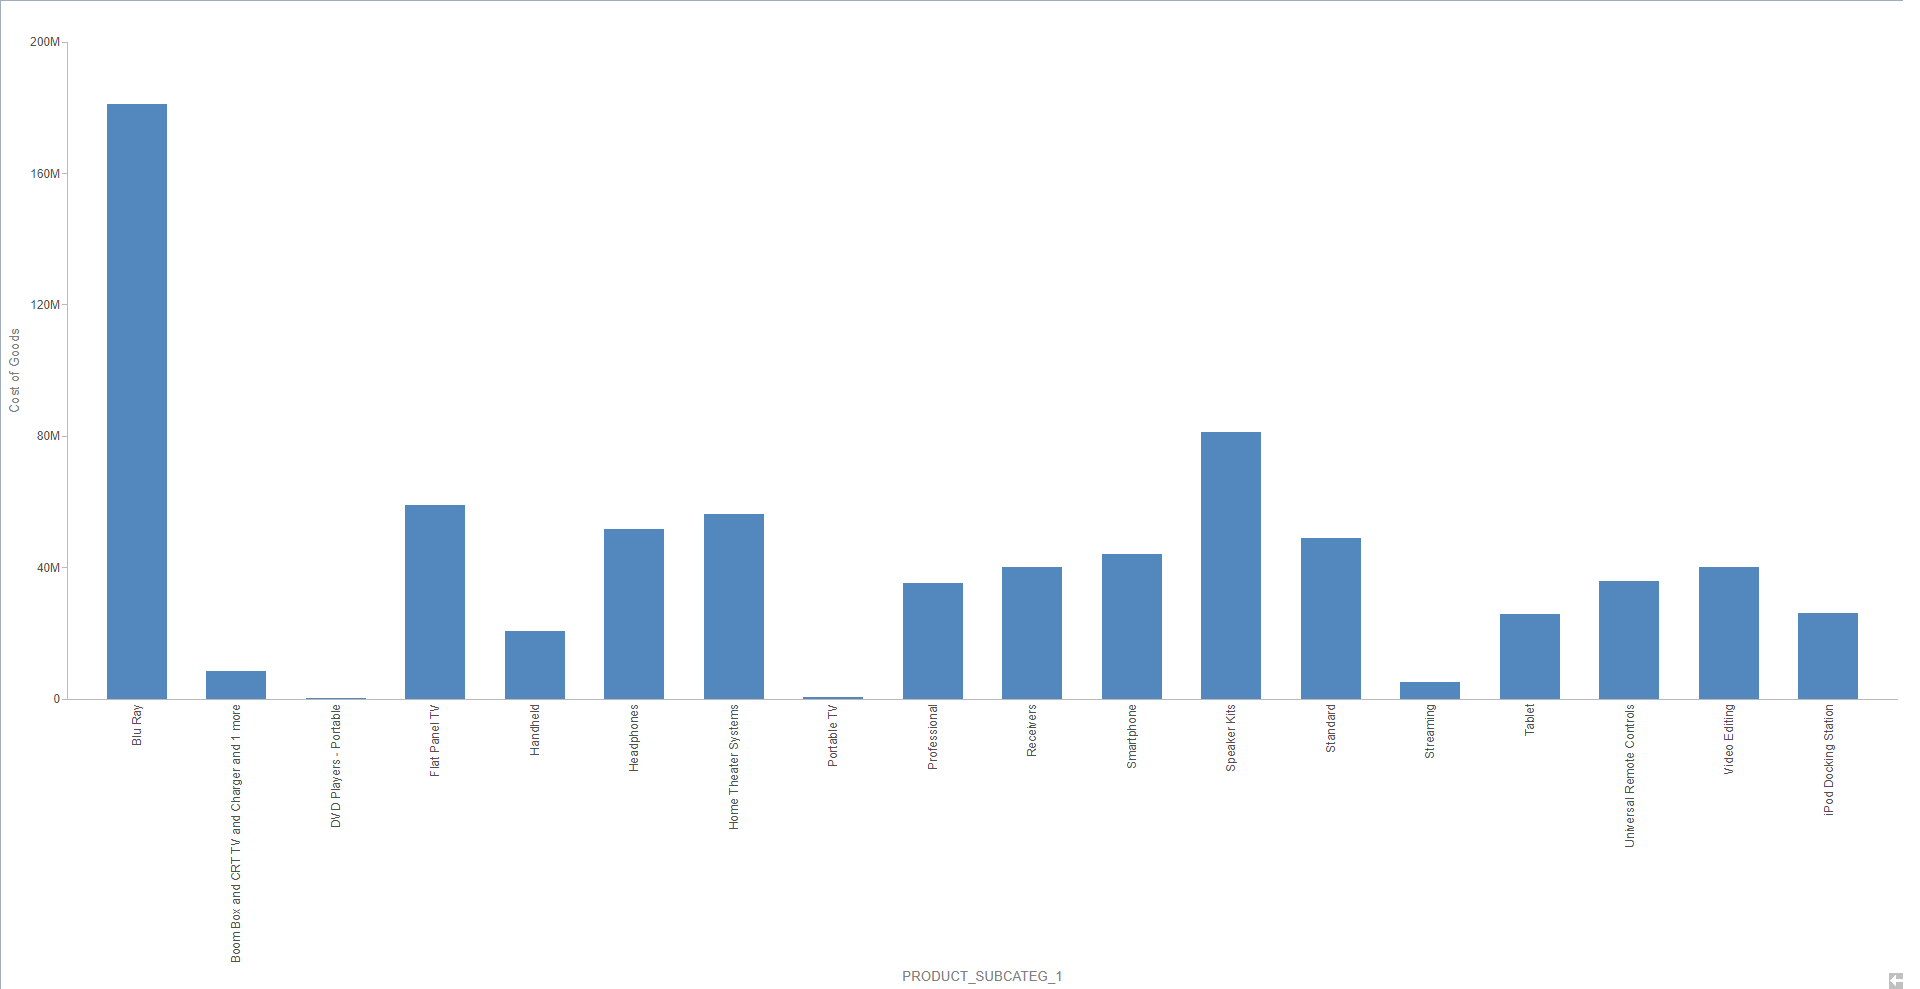 200M
160M
120M
80M
40M
0
Cost of Goods
Blu Ray
Boom Box and CRT TV and Charger and 1 more
DVD Players - Portable
Flat Panel TV
Handheld
Headphones
Home Theater Systems
Portable TV
Professional
Receivers
Smartphone
Speaker Kits
Standard
Streaming
Tablet
Universal Remote Controls
Video Editing
iPod Docking Station
PRODUCT_SUBCATEG_1